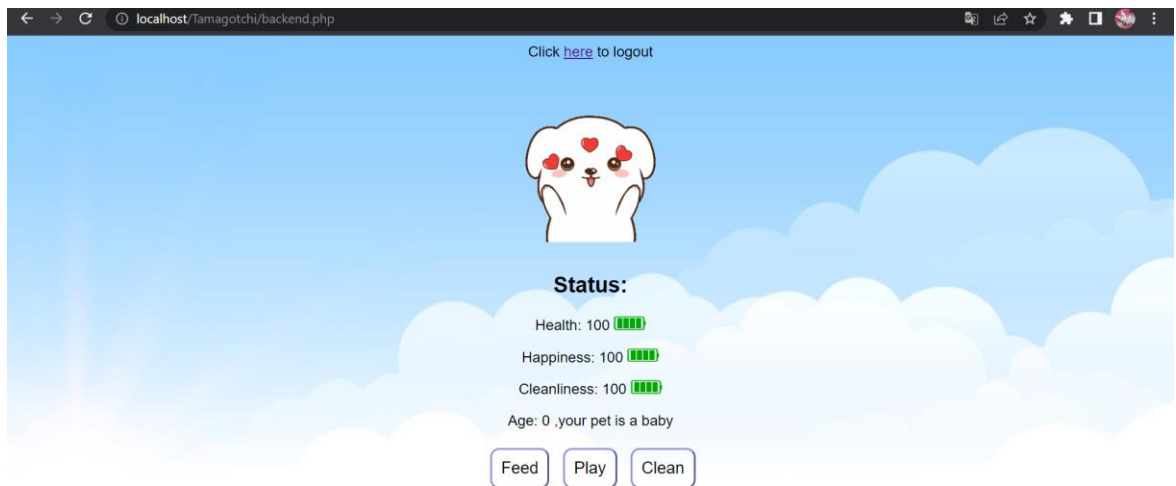 localhost/Tamagotchi/backend.php
Click here to logout
Status:
Health: 100
Happiness: 100
Cleanliness: 100
Age: 0 ,your pet is a baby
Feed Play Clean